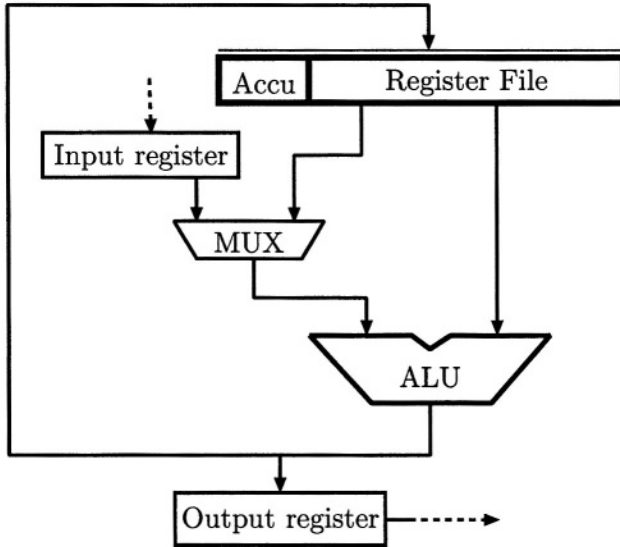 Accu
Register File
Input register
MUX
ALU
Output register